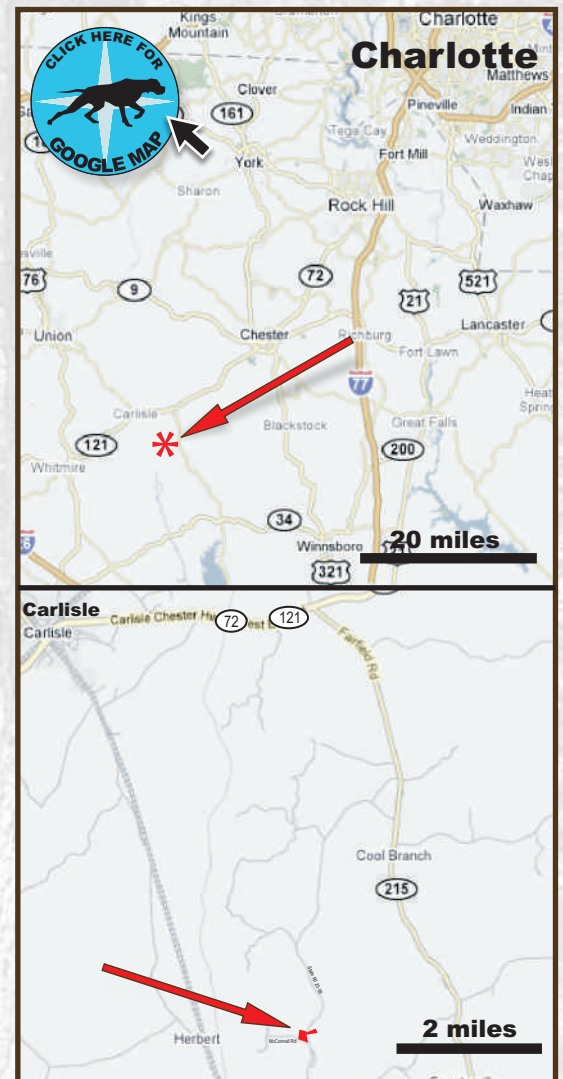 Kings
Mountain
Charlotte
Charlotte
CLICK HERE FOR
GOOGLE MAP
Matthews
Clover
Pineville
Indian
161
Tega Cay
Weddington
Fort Mill
York
Sharon
Rock Hill
Waxhaw
76
9
72
21
521
Union
Chester
Richburg
Lancaster
Fort Lawn
77
Carlisle
Great Falls
Blackstock
121
200
Whitmire
34
Winnsboro
20 miles
321
Carlisle
Carlisle
Carlisle Chester Hwy
72
121
Fairfield Rd
Cool Branch
215
McConnell Rd
Herbert
2 miles